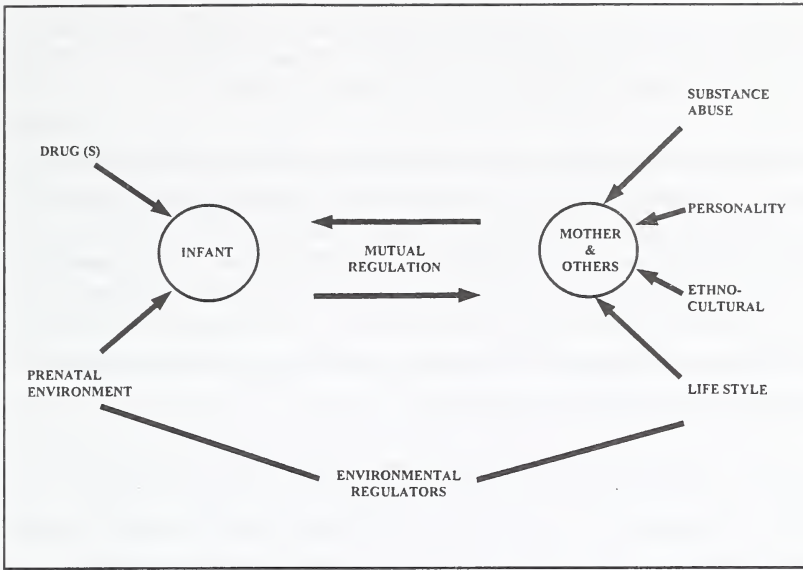 SUBSTANCE
ABUSE
DRUG (S)
PERSONALITY
INFANT
MUTUAL
REGULATION
MOTHER
&
OTHERS
ETHNO-
CULTURAL
PRENATAL
ENVIRONMENT
LIFE STYLE
ENVIRONMENTAL
REGULATORS